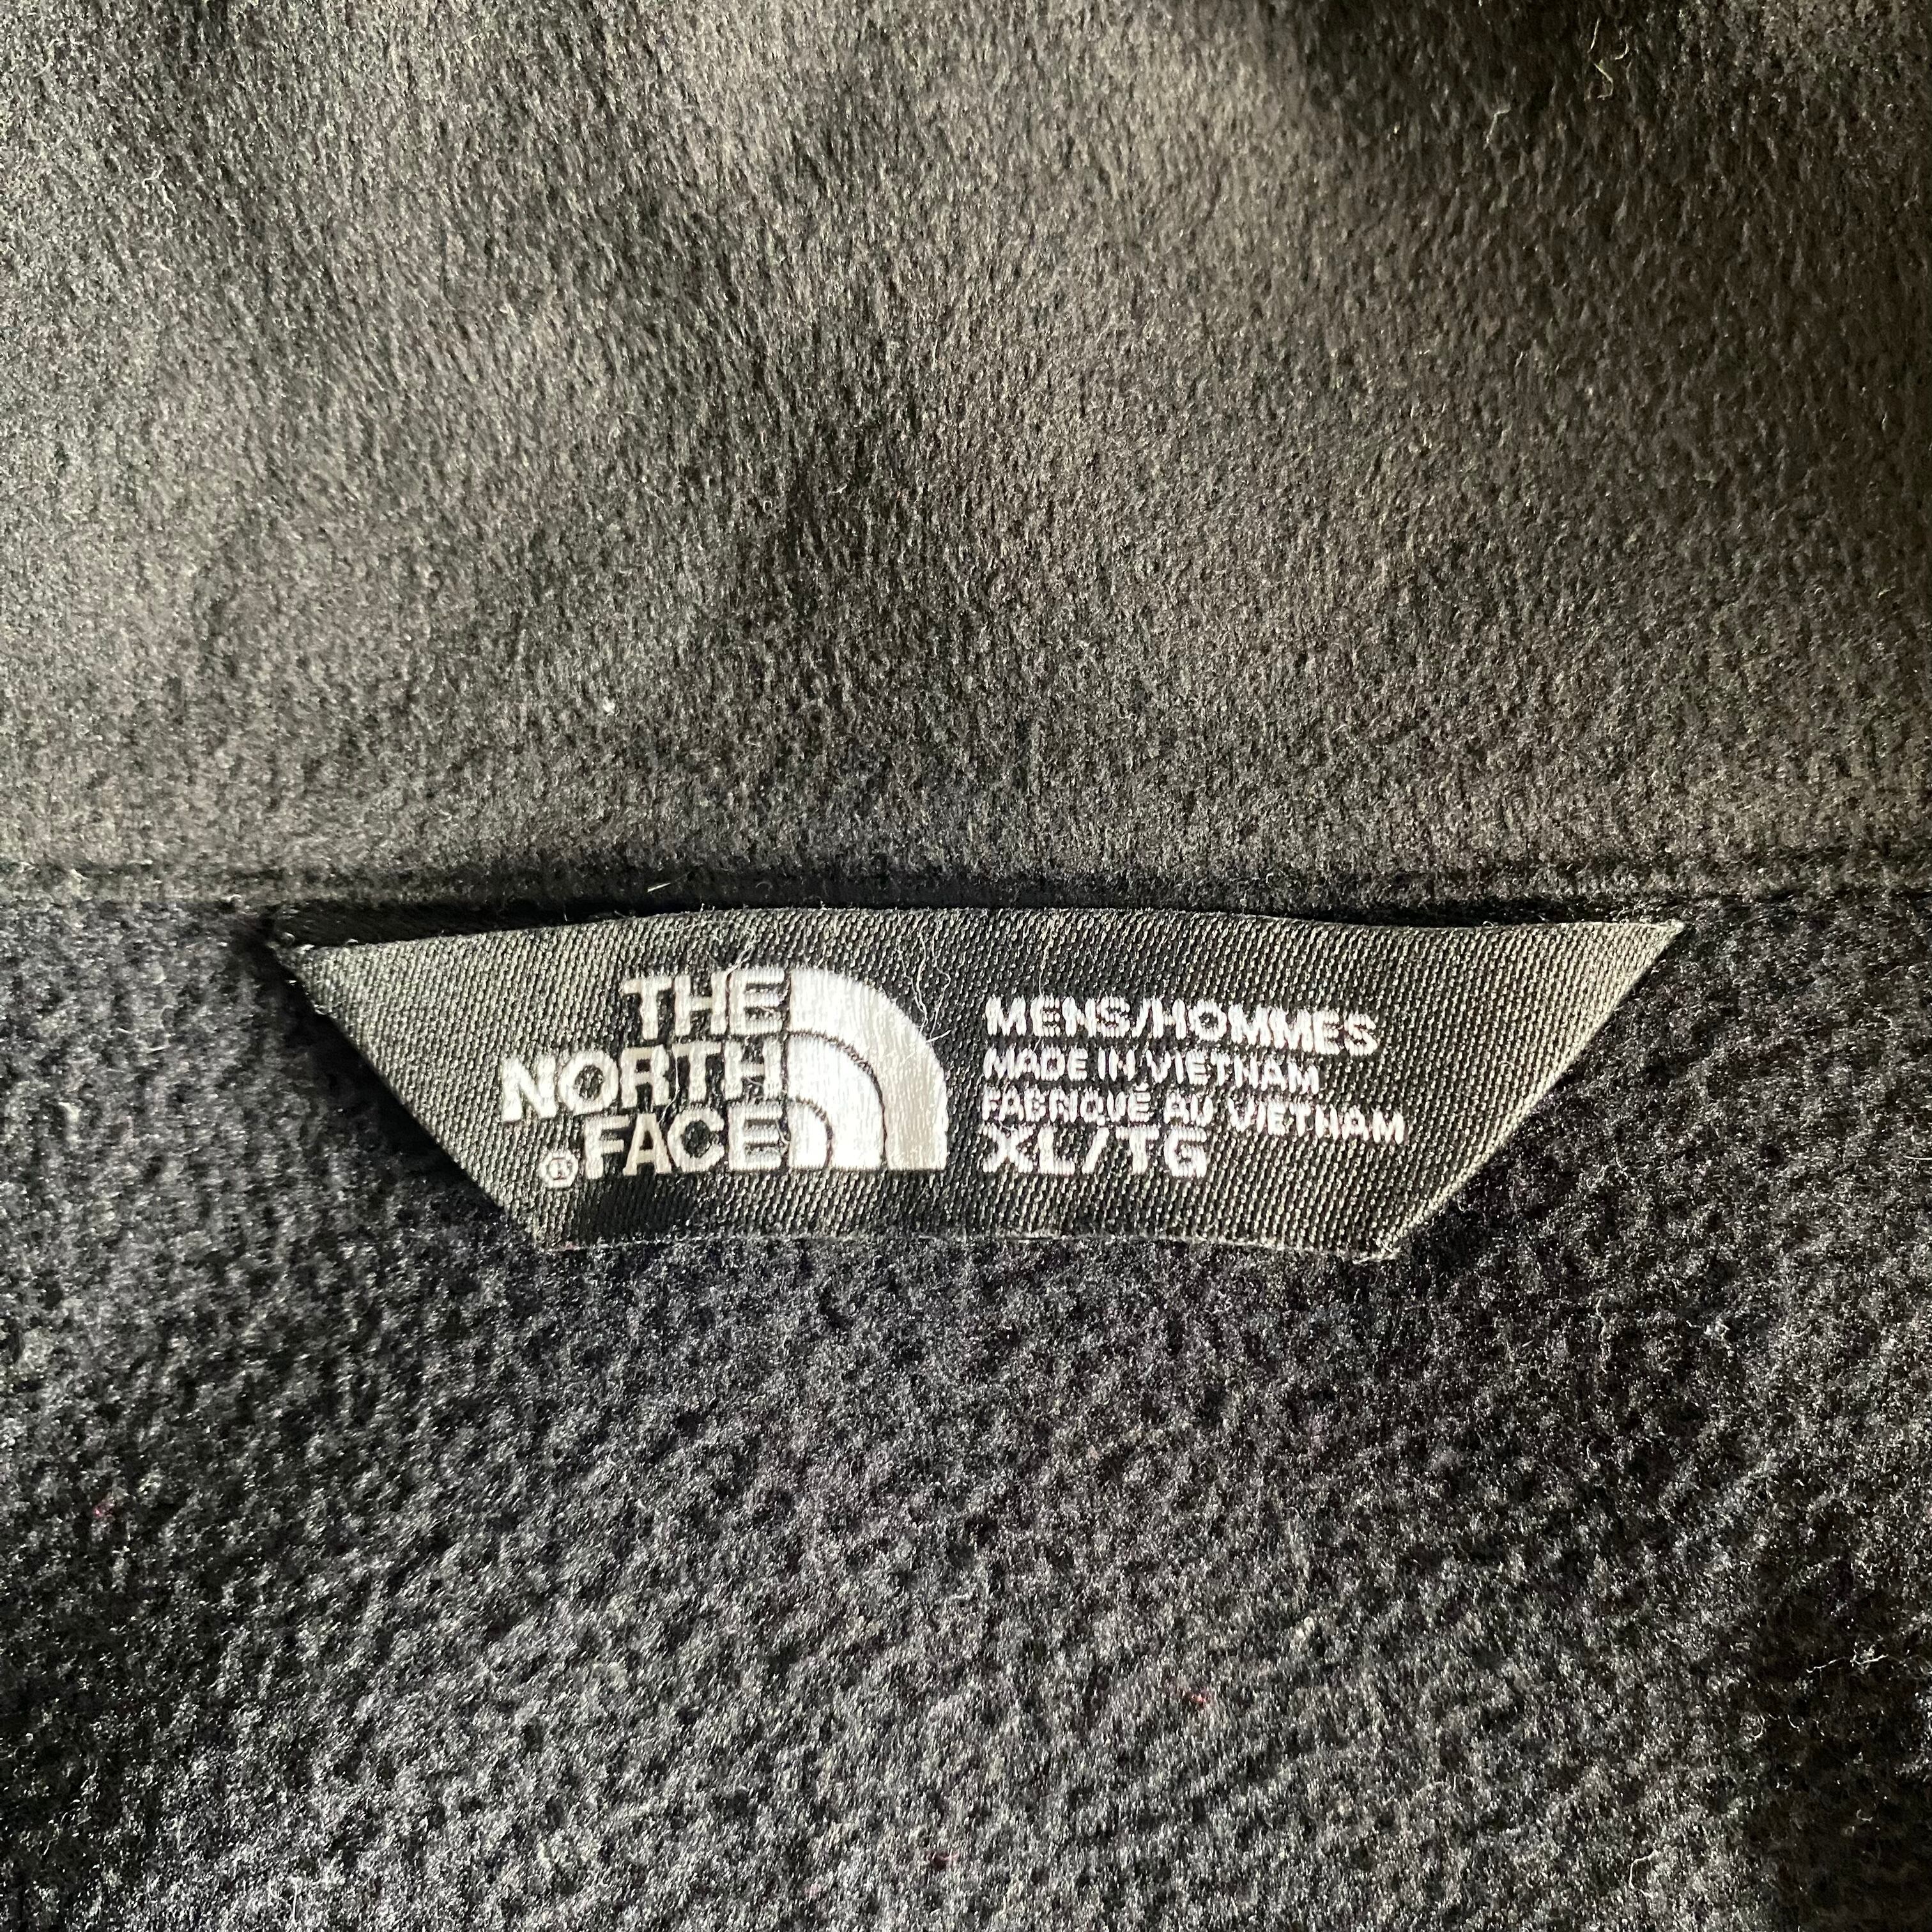 THE
NORTH
®FACE
MENS/HOMMES
MADE IN VIETNAM
FABRIQUÉ AU VIETNAM
XL/TG